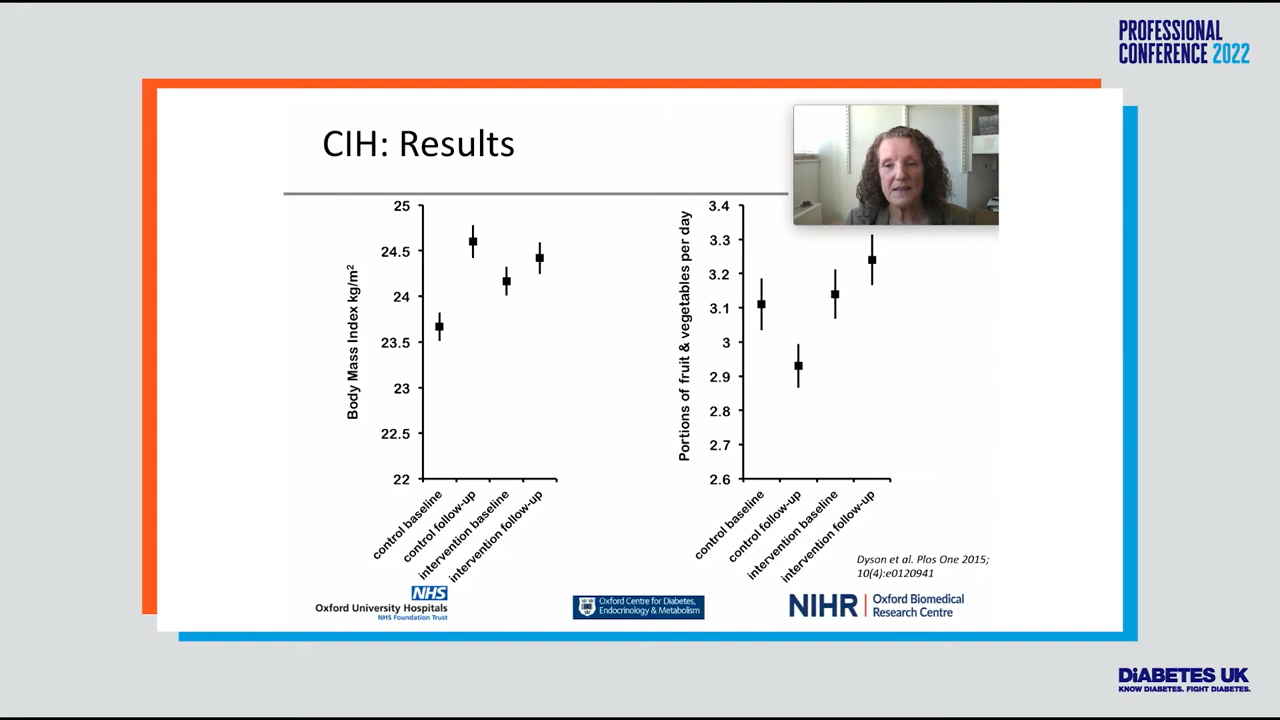 PROFESSIONAL
CONFERENCE 2022
CIH: Results
25
24.5
24
23.5
23
22.5
22
Body Mass Index kg/m²
control baseline
control follow-up
intervention baseline
intervention follow-up
3.4
3.3
3.2
3.1
3
2.9
2.8
2.7
2.6
Portions of fruit & vegetables per day
control baseline
control follow-up
intervention baseline
intervention follow-up
Dyson et al. Plos One 2015;
10(4):e0120941
NHS
Oxford University Hospitals
NHS Foundation Trust
Oxford Centre for Diabetes,
Endocrinology & Metabolism
NIHR | Oxford Biomedical
Research Centre
DiABETES UK
KNOW DIABETES. FIGHT DIABETES.